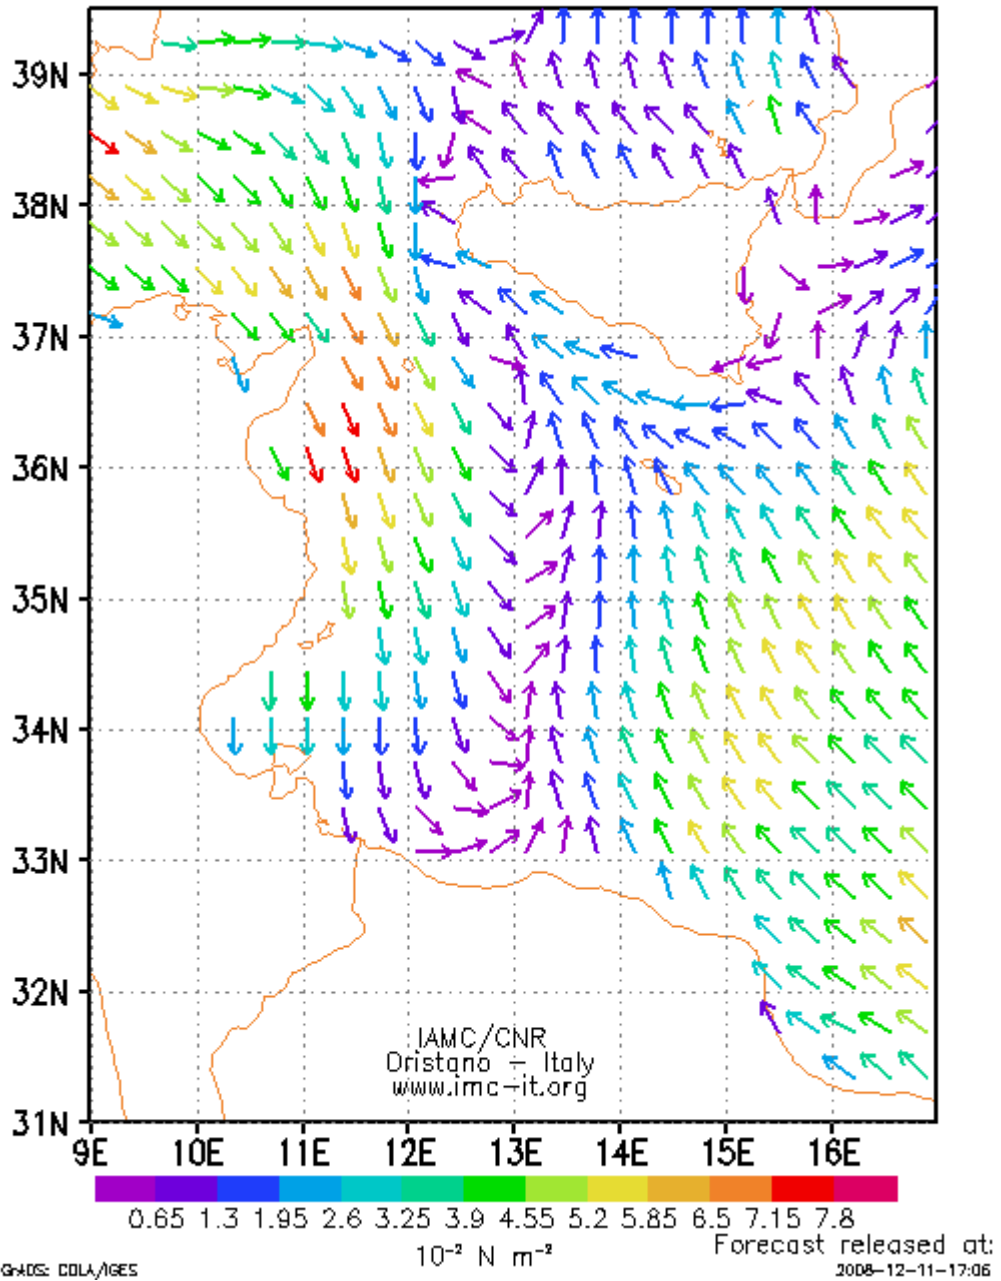 39N
38N
37N
36N
35N
34N
33N
32N
31N
IAMC/CNR
Oristano – Italy
www.imc-it.org
9E 10E 11E 12E 13E 14E 15E 16E
0.65 1.3 1.95 2.6 3.25 3.9 4.55 5.2 5.85 6.5 7.15 7.8
10⁻² N m⁻²
Forecast released at:
GrADS: COLA/IGES
2008-12-11-17:06